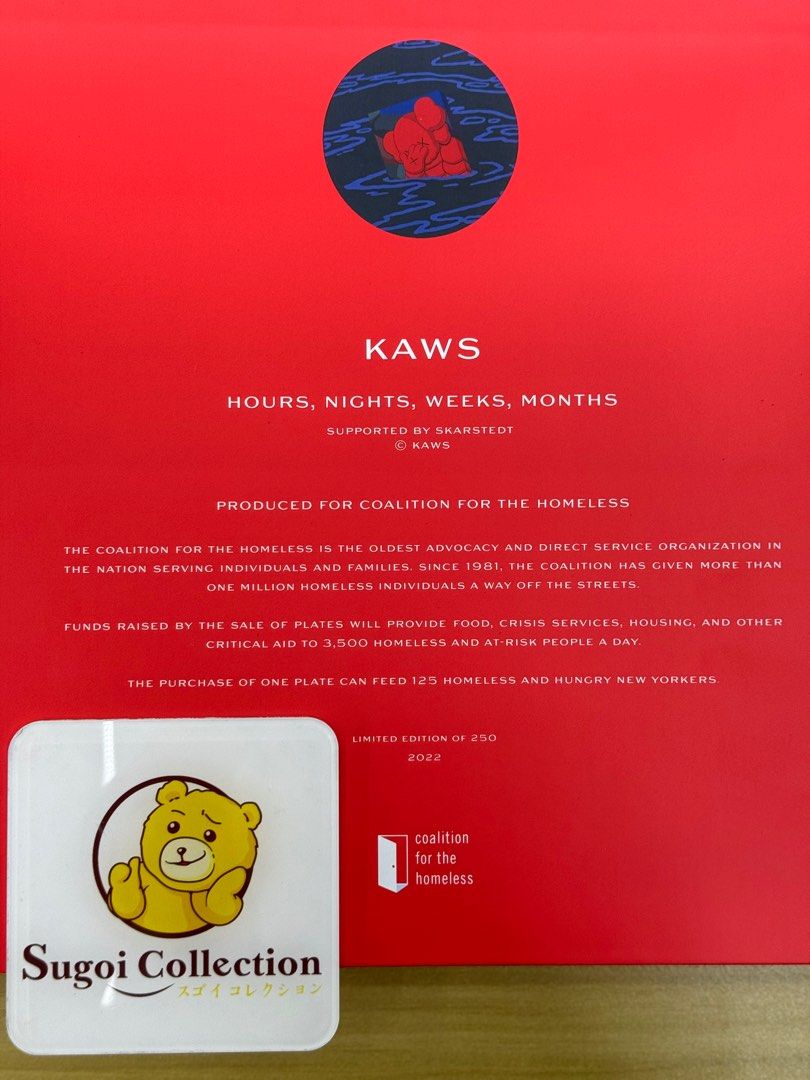 KAWS
HOURS, NIGHTS, WEEKS, MONTHS
SUPPORTED BY SKARSTEDT
© KAWS
PRODUCED FOR COALITION FOR THE HOMELESS
THE COALITION FOR THE HOMELESS IS THE OLDEST ADVOCACY AND DIRECT SERVICE ORGANIZATION IN
THE NATION SERVING INDIVIDUALS AND FAMILIES. SINCE 1981, THE COALITION HAS GIVEN MORE THAN
ONE MILLION HOMELESS INDIVIDUALS A WAY OFF THE STREETS.
FUNDS RAISED BY THE SALE OF PLATES WILL PROVIDE FOOD, CRISIS SERVICES, HOUSING, AND OTHER
CRITICAL AID TO 3,500 HOMELESS AND AT-RISK PEOPLE A DAY.
THE PURCHASE OF ONE PLATE CAN FEED 125 HOMELESS AND HUNGRY NEW YORKERS.
LIMITED EDITION OF 250
2022
coalition
for the
homeless
Sugoi Collection
スゴイ コレクション